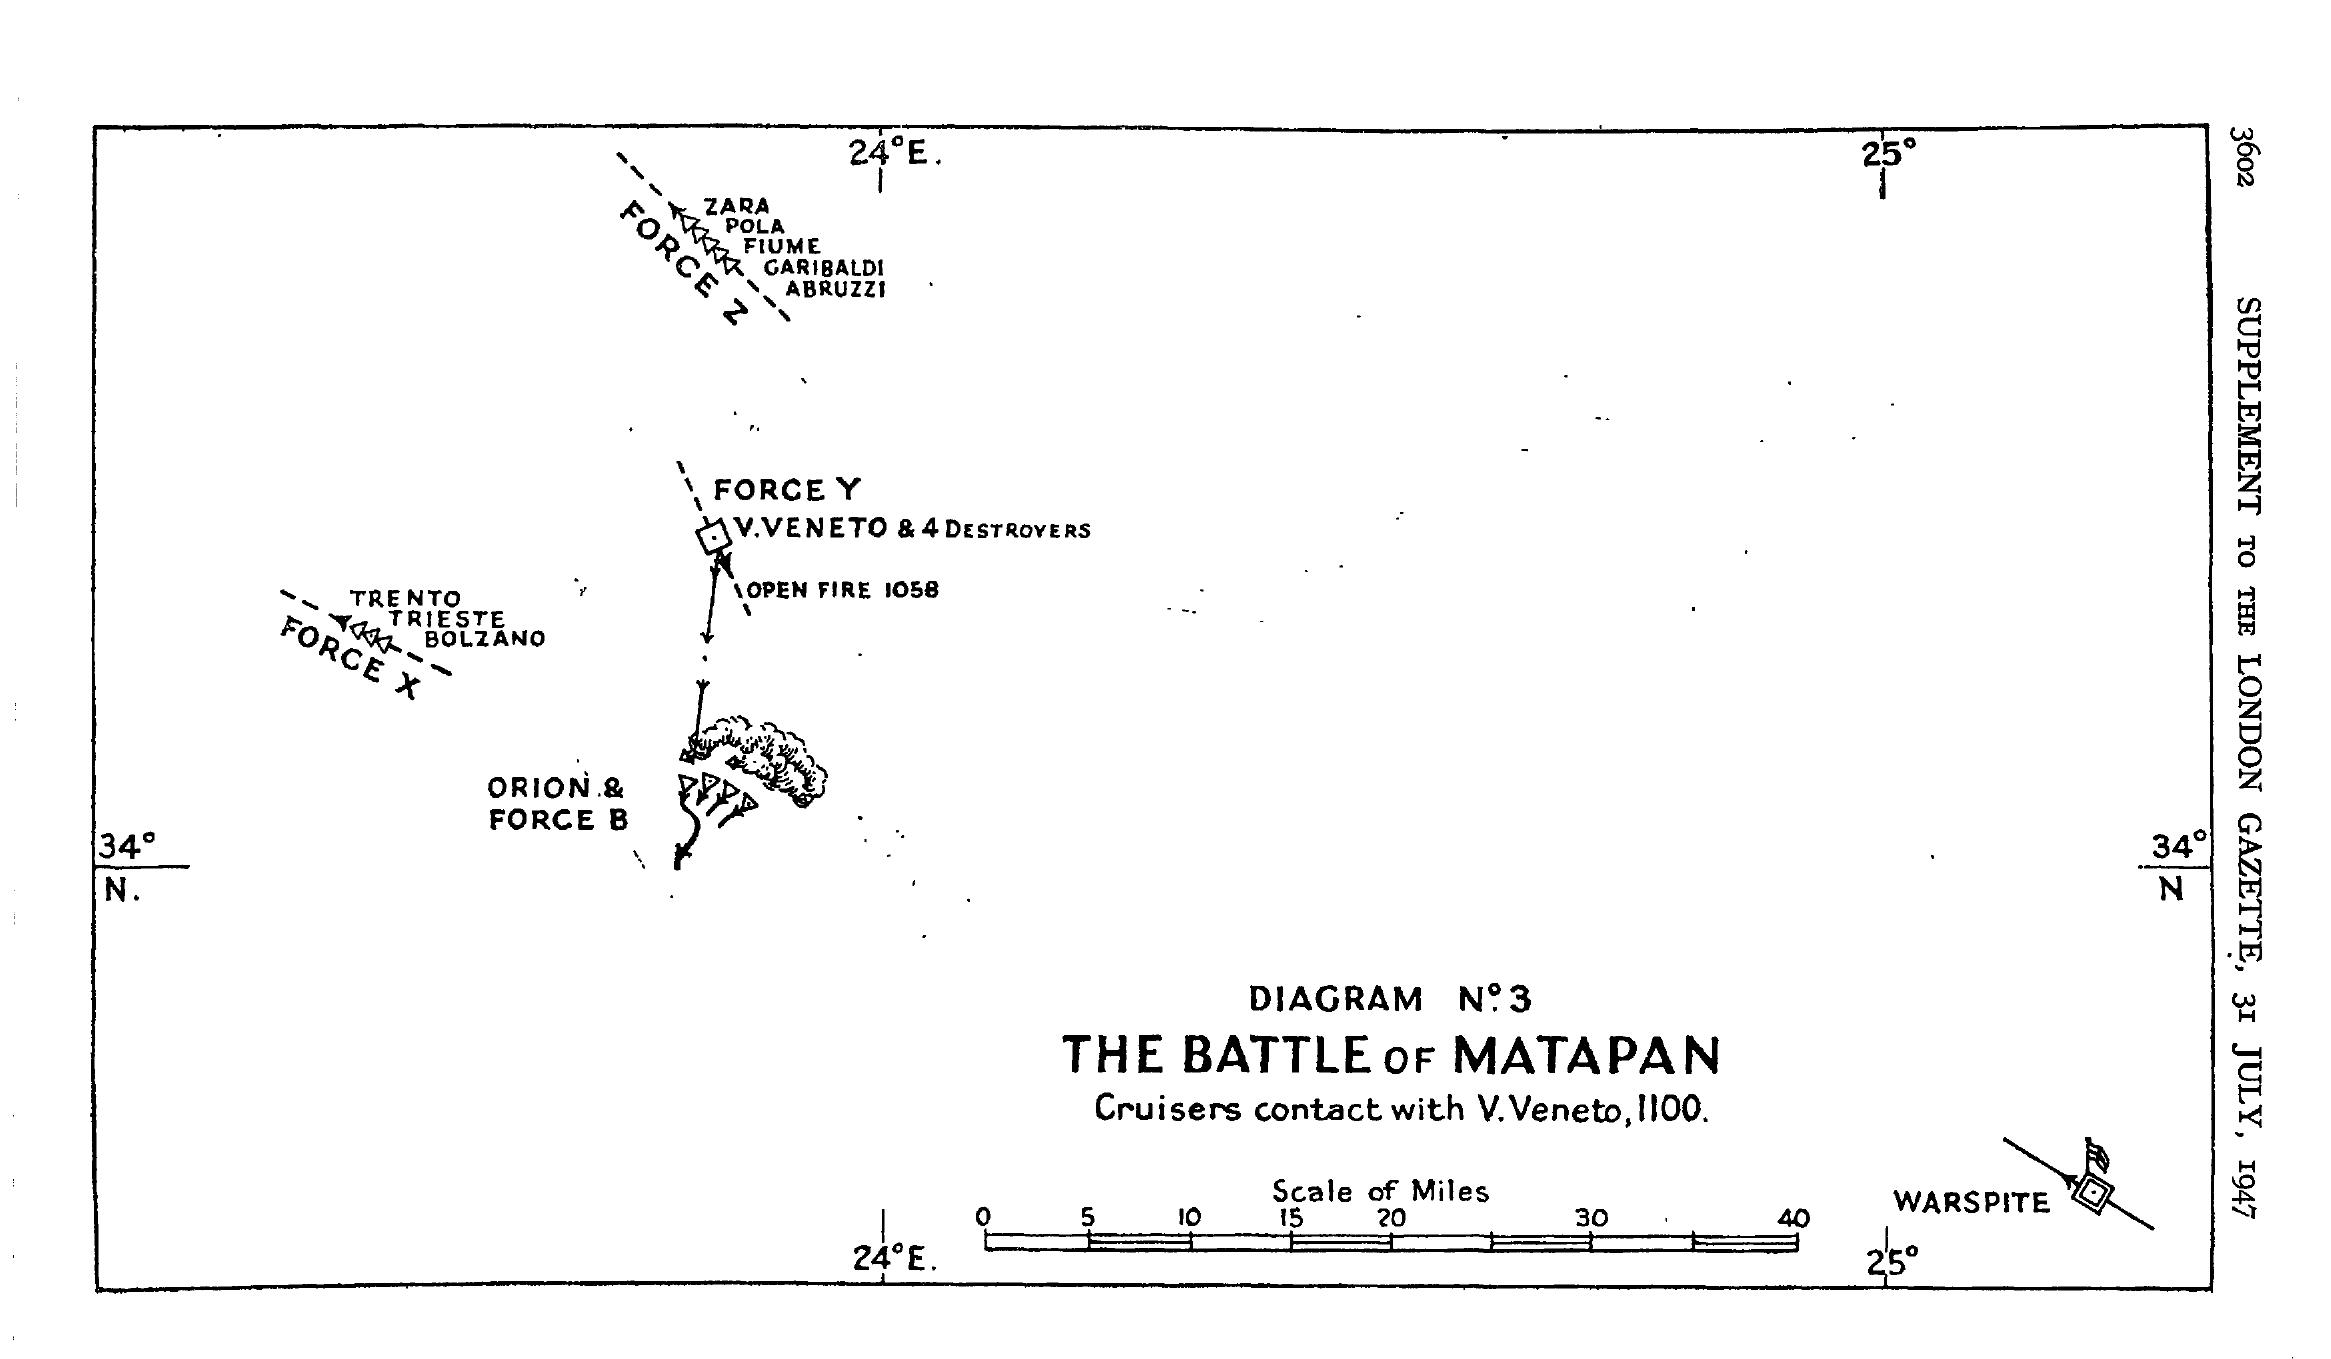 3602 SUPPLEMENT TO THE LONDON GAZETTE, 31 JULY, 1947
24°E.
25°
ZARA
POLA
FIUME
GARIBALDI
ABRUZZI
FORCE Z
FORCE Y
V.VENETO & 4 DESTROYERS
OPEN FIRE 1058
TRENTO
TRIESTE
BOLZANO
FORCE X
ORION &
FORCE B
34°
N.
34°
N
DIAGRAM Nº 3
THE BATTLE OF MATAPAN
Cruisers contact with V.Veneto, 1100.
Scale of Miles
0 5 10 15 20 30 40
WARSPITE
24°E.
25°